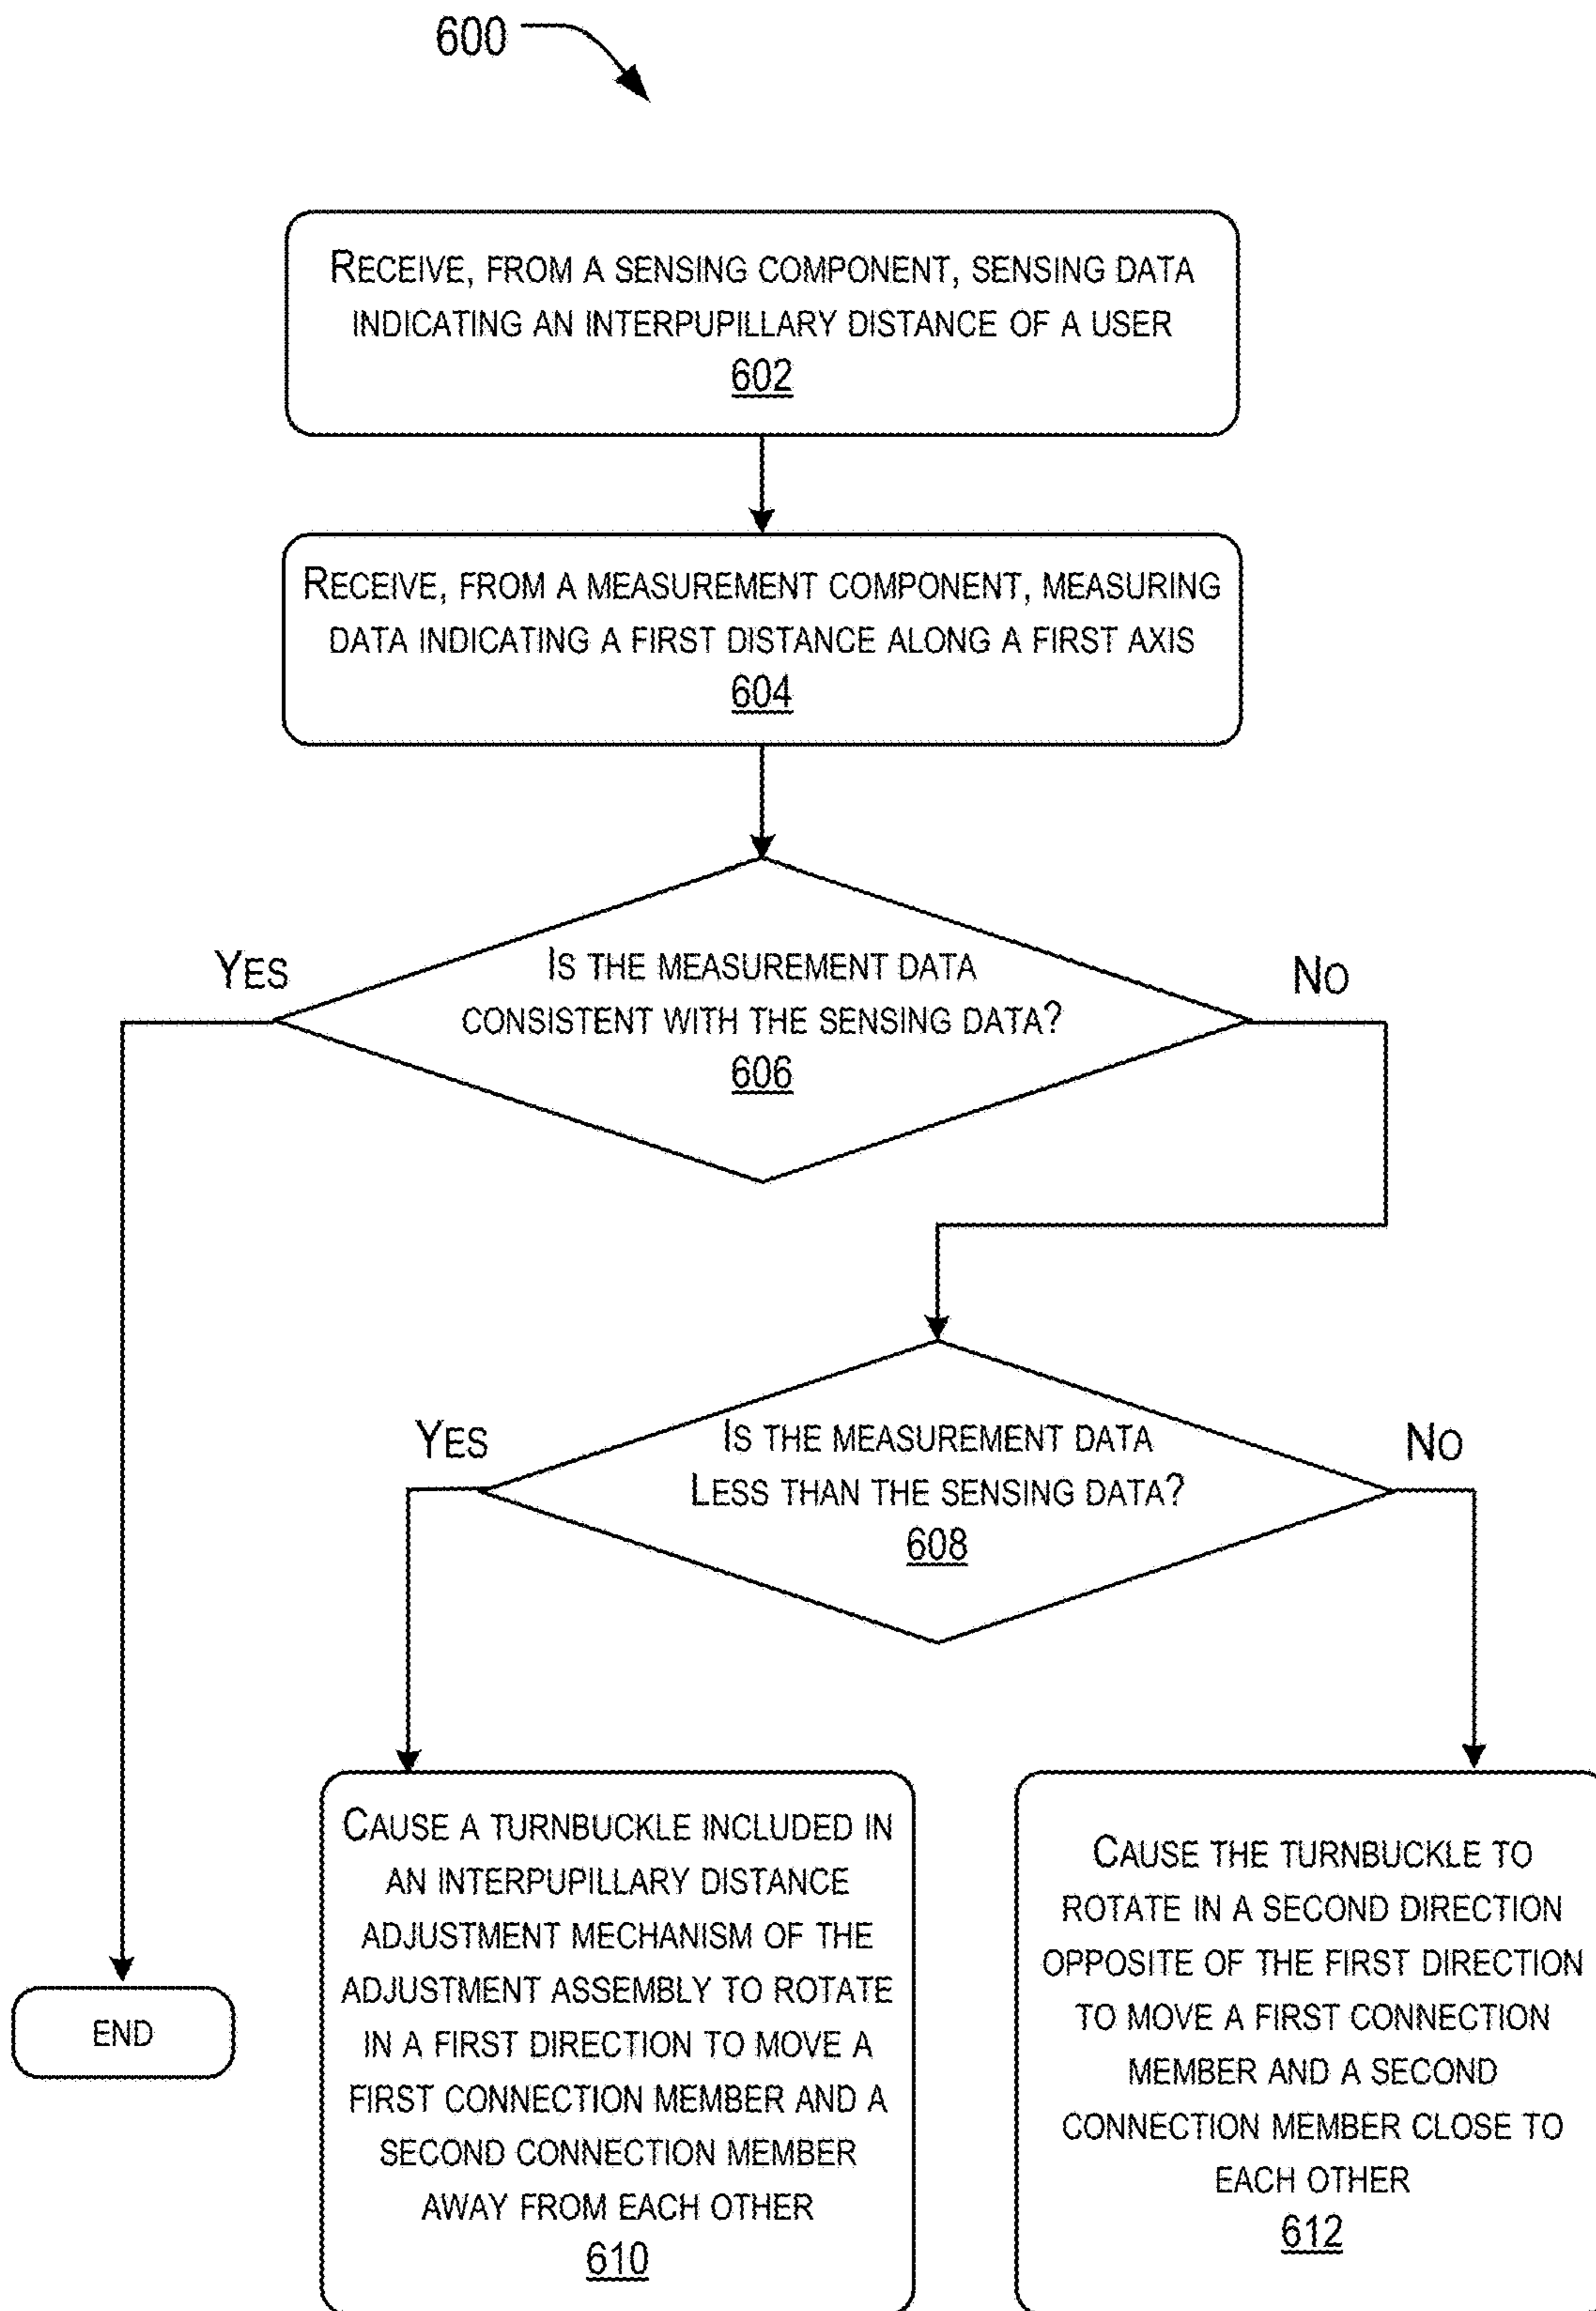 600
RECEIVE, FROM A SENSING COMPONENT, SENSING DATA
INDICATING AN INTERPUPILLARY DISTANCE OF A USER
602
RECEIVE, FROM A MEASUREMENT COMPONENT, MEASURING
DATA INDICATING A FIRST DISTANCE ALONG A FIRST AXIS
604
YES
IS THE MEASUREMENT DATA
CONSISTENT WITH THE SENSING DATA?
606
NO
YES
IS THE MEASUREMENT DATA
LESS THAN THE SENSING DATA?
608
NO
END
CAUSE A TURNBUCKLE INCLUDED IN
AN INTERPUPILLARY DISTANCE
ADJUSTMENT MECHANISM OF THE
ADJUSTMENT ASSEMBLY TO ROTATE
IN A FIRST DIRECTION TO MOVE A
FIRST CONNECTION MEMBER AND A
SECOND CONNECTION MEMBER
AWAY FROM EACH OTHER
610
CAUSE THE TURNBUCKLE TO
ROTATE IN A SECOND DIRECTION
OPPOSITE OF THE FIRST DIRECTION
TO MOVE A FIRST CONNECTION
MEMBER AND A SECOND
CONNECTION MEMBER CLOSE TO
EACH OTHER
612